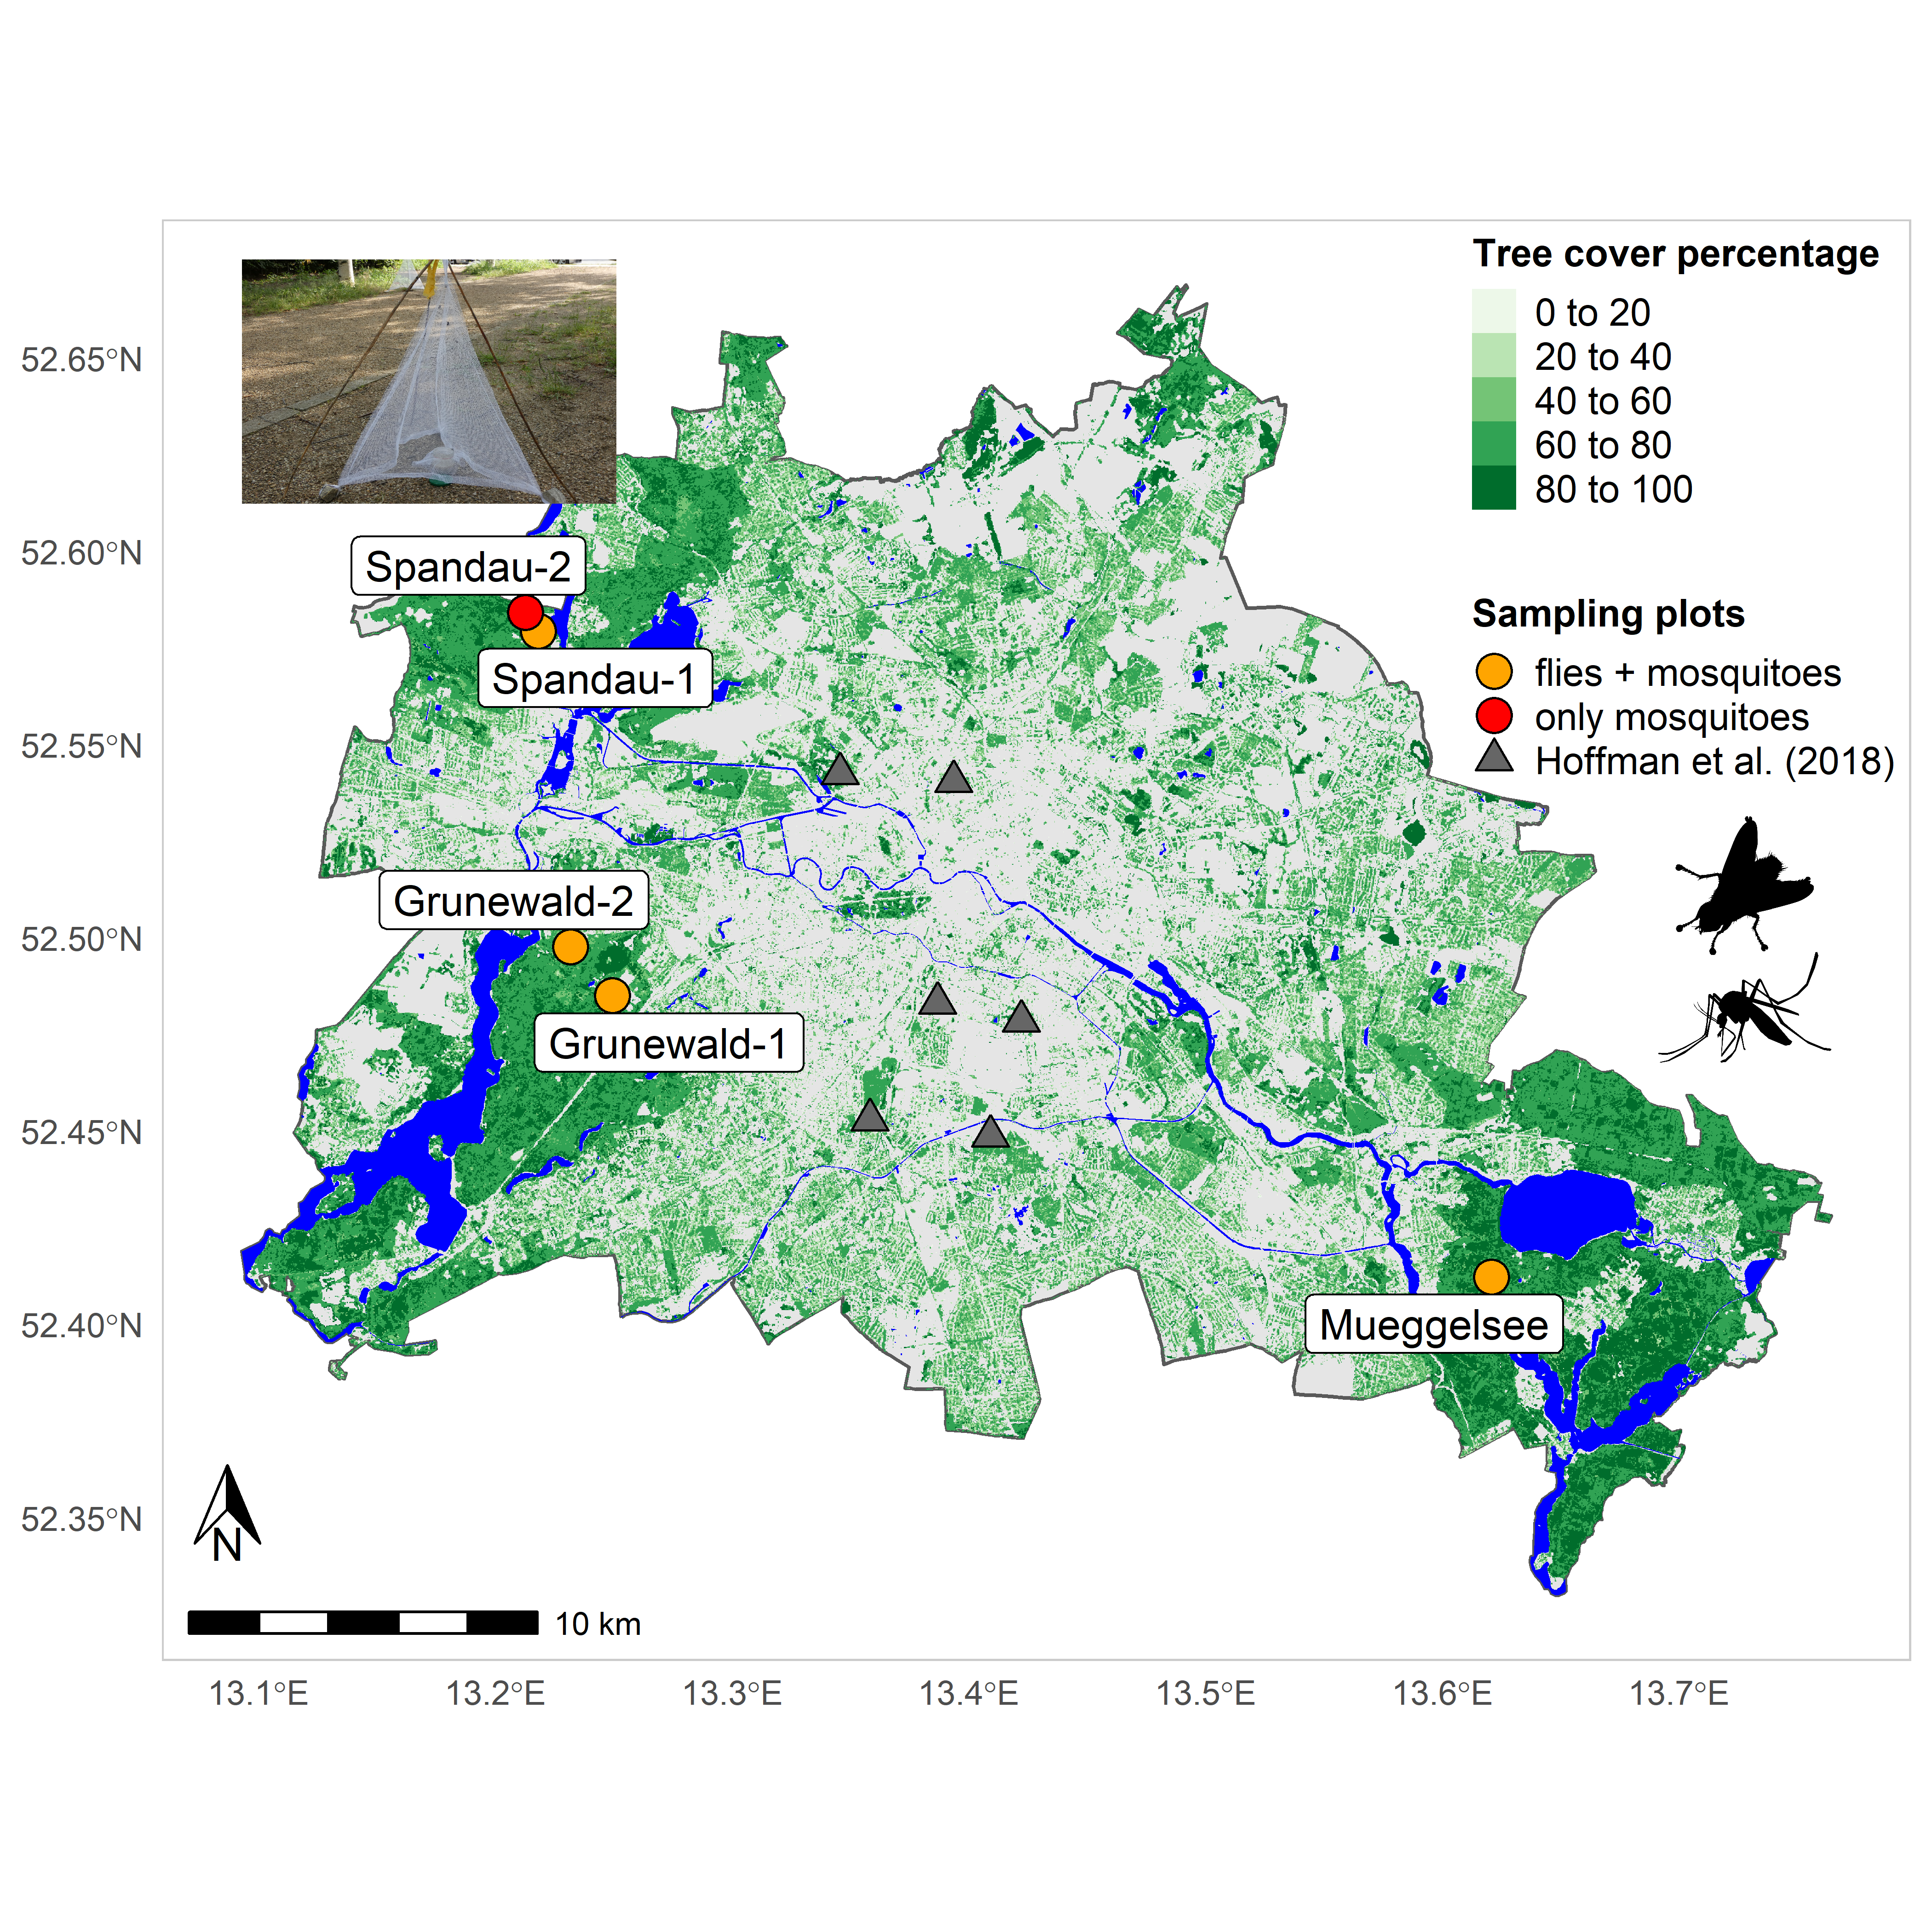 Tree cover percentage
0 to 20
20 to 40
40 to 60
60 to 80
80 to 100
Sampling plots
flies + mosquitoes
only mosquitoes
Hoffman et al. (2018)
Spandau-2
Spandau-1
Grunewald-2
Grunewald-1
Mueggelsee
52.65°N
52.60°N
52.55°N
52.50°N
52.45°N
52.40°N
52.35°N
N
10 km
13.1°E
13.2°E
13.3°E
13.4°E
13.5°E
13.6°E
13.7°E